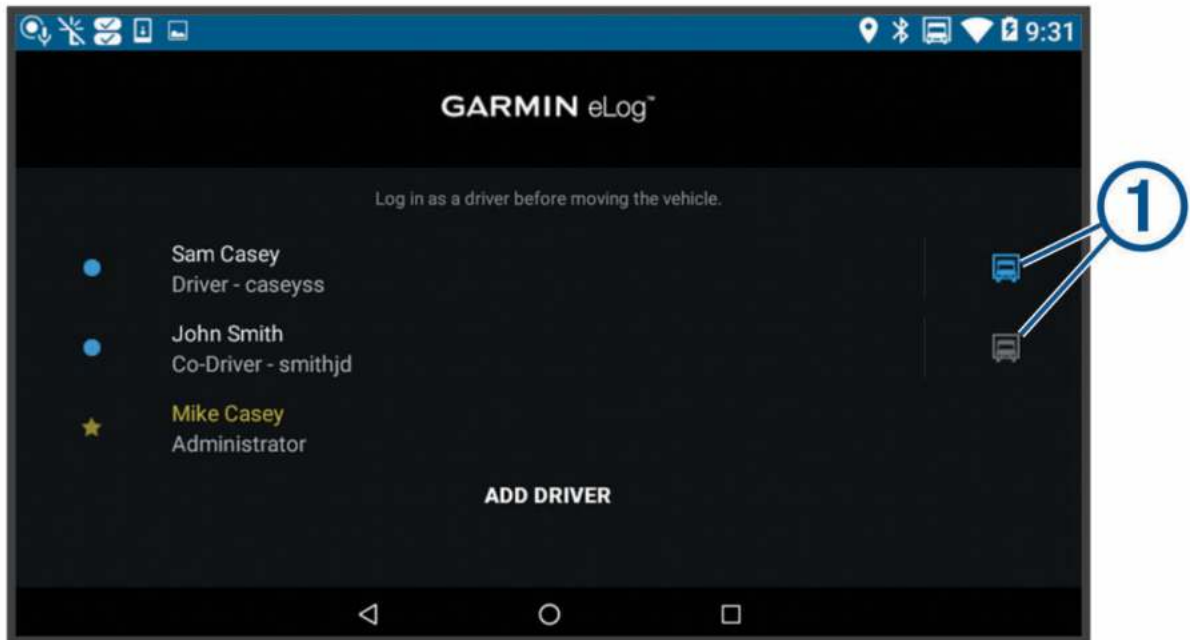 9:31
GARMIN eLog™
Log in as a driver before moving the vehicle.
1
Sam Casey
Driver - caseyss
John Smith
Co-Driver - smithjd
Mike Casey
Administrator
ADD DRIVER